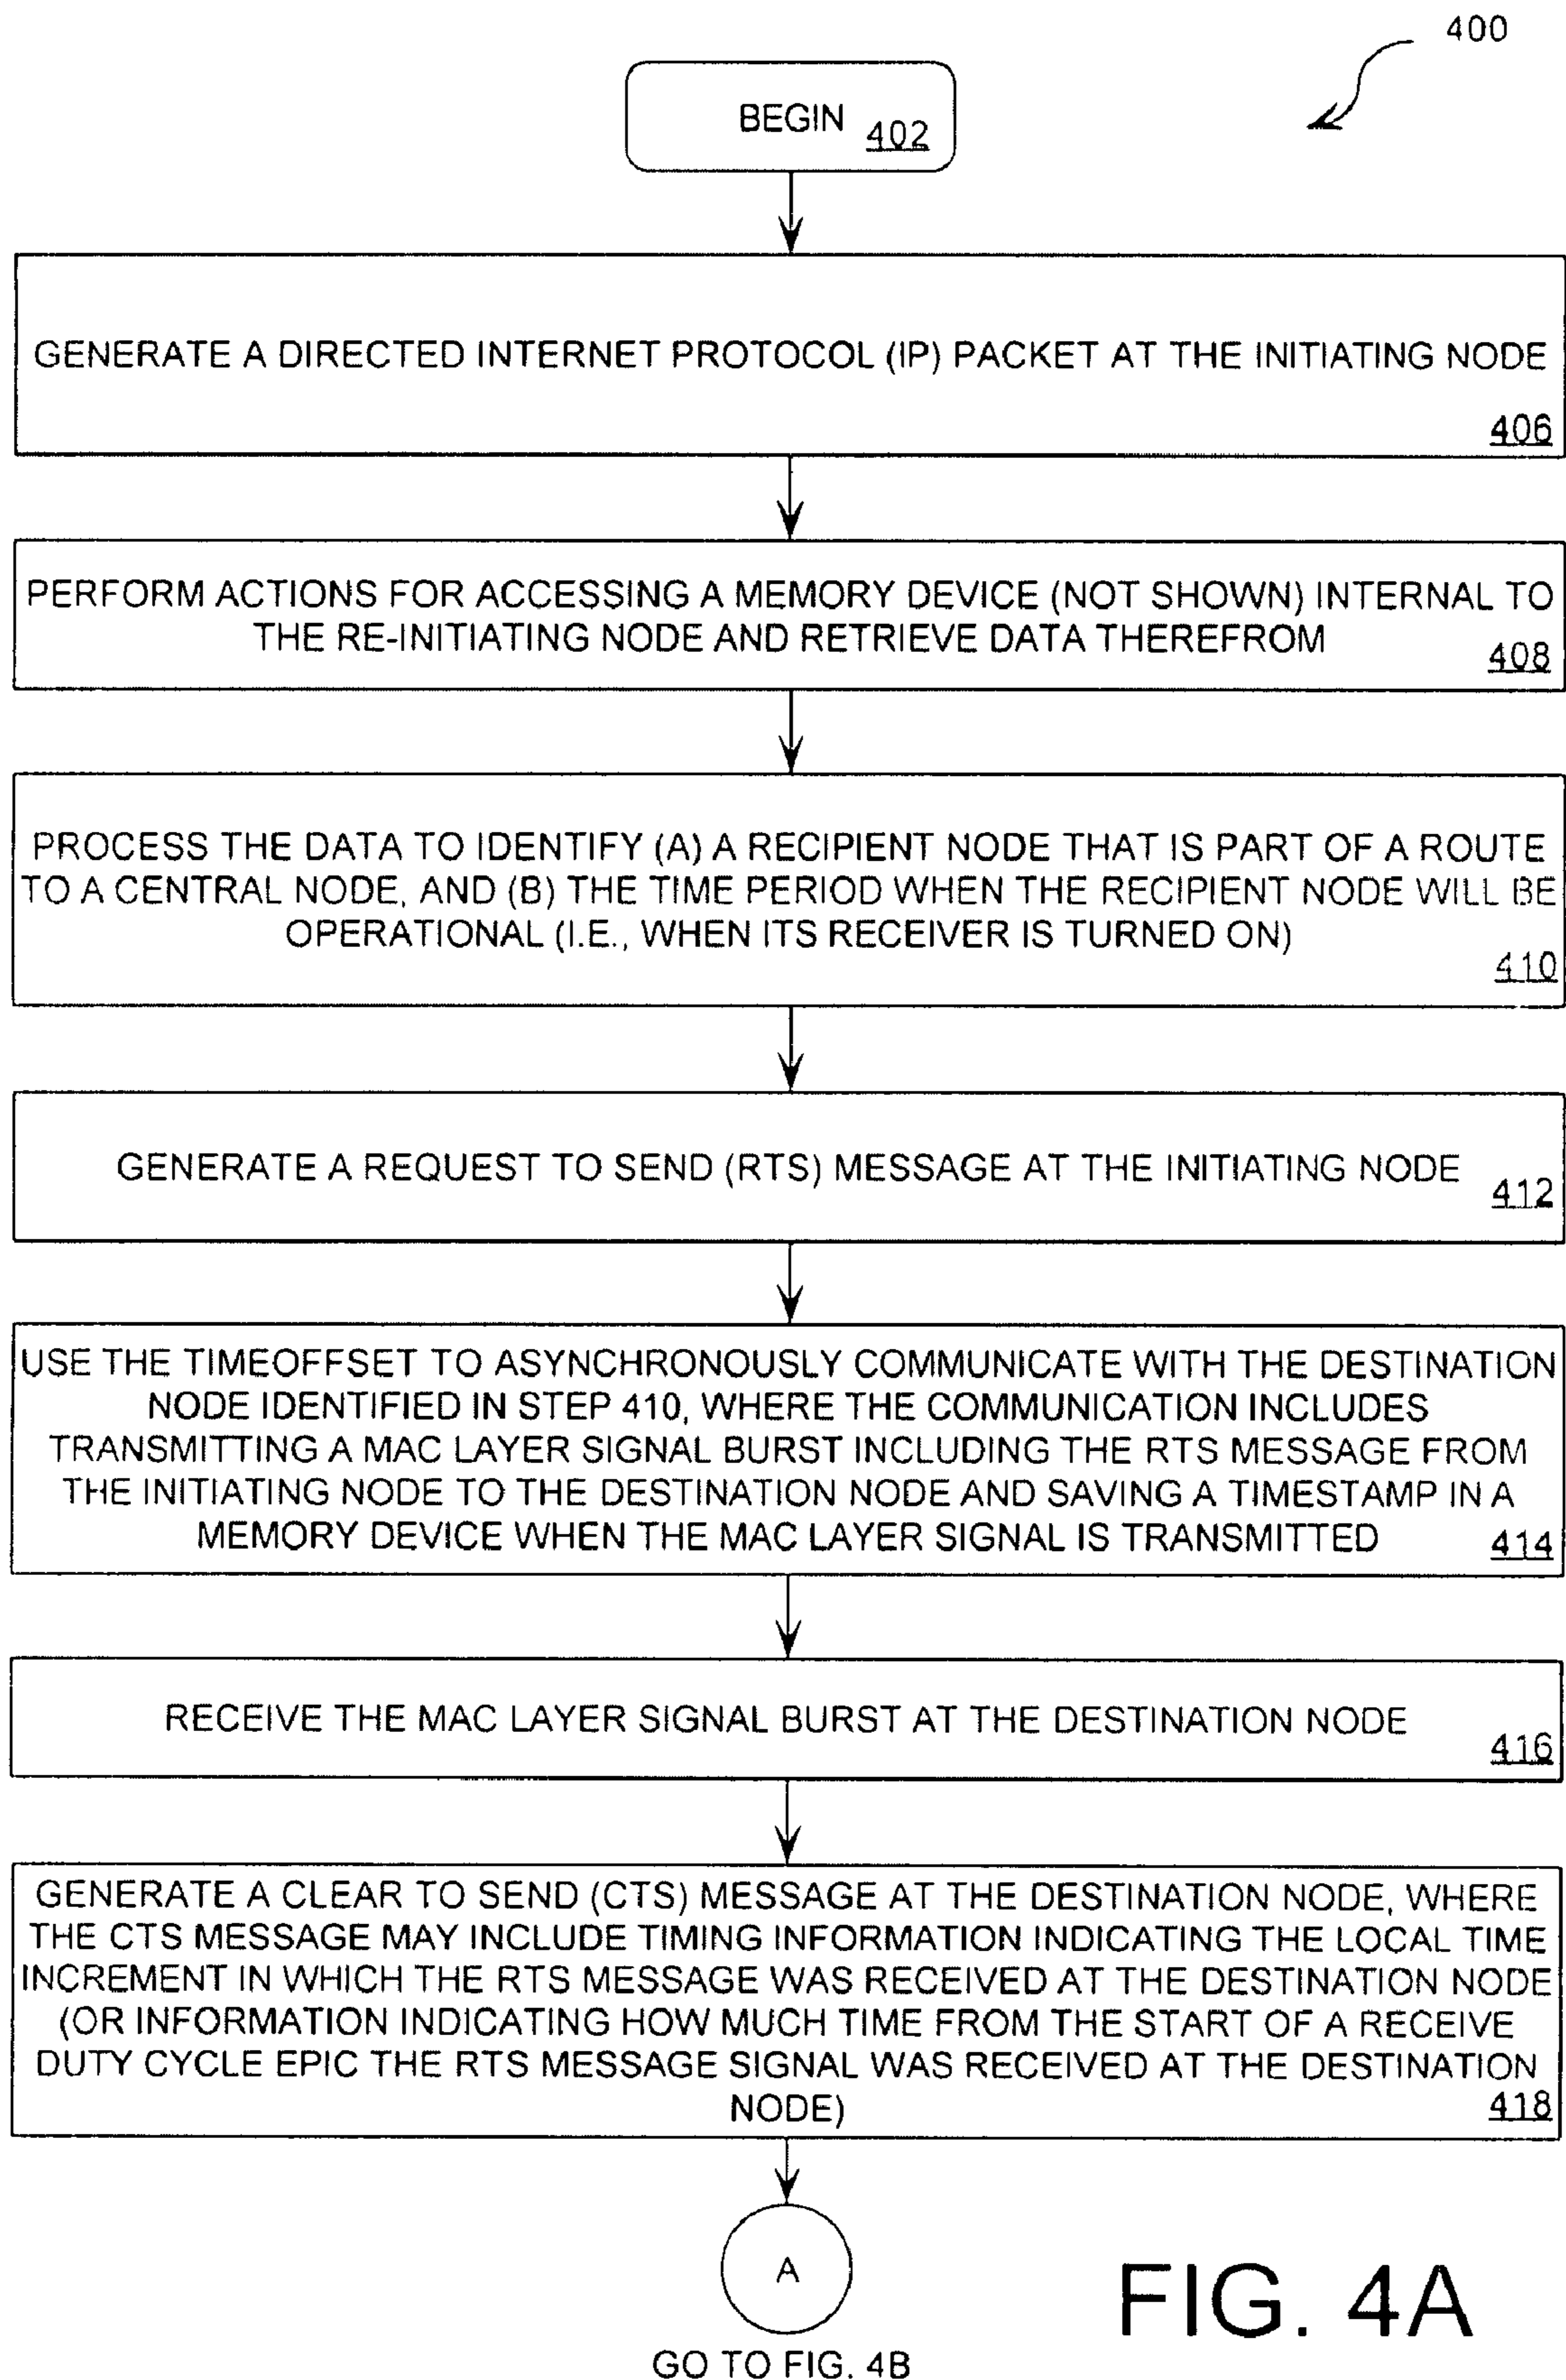 400
BEGIN 402
GENERATE A DIRECTED INTERNET PROTOCOL (IP) PACKET AT THE INITIATING NODE
406
PERFORM ACTIONS FOR ACCESSING A MEMORY DEVICE (NOT SHOWN) INTERNAL TO
THE RE-INITIATING NODE AND RETRIEVE DATA THEREFROM
408
PROCESS THE DATA TO IDENTIFY (A) A RECIPIENT NODE THAT IS PART OF A ROUTE
TO A CENTRAL NODE, AND (B) THE TIME PERIOD WHEN THE RECIPIENT NODE WILL BE
OPERATIONAL (I.E., WHEN ITS RECEIVER IS TURNED ON)
410
GENERATE A REQUEST TO SEND (RTS) MESSAGE AT THE INITIATING NODE
412
USE THE TIMEOFFSET TO ASYNCHRONOUSLY COMMUNICATE WITH THE DESTINATION
NODE IDENTIFIED IN STEP 410, WHERE THE COMMUNICATION INCLUDES
TRANSMITTING A MAC LAYER SIGNAL BURST INCLUDING THE RTS MESSAGE FROM
THE INITIATING NODE TO THE DESTINATION NODE AND SAVING A TIMESTAMP IN A
MEMORY DEVICE WHEN THE MAC LAYER SIGNAL IS TRANSMITTED
414
RECEIVE THE MAC LAYER SIGNAL BURST AT THE DESTINATION NODE
416
GENERATE A CLEAR TO SEND (CTS) MESSAGE AT THE DESTINATION NODE, WHERE
THE CTS MESSAGE MAY INCLUDE TIMING INFORMATION INDICATING THE LOCAL TIME
INCREMENT IN WHICH THE RTS MESSAGE WAS RECEIVED AT THE DESTINATION NODE
(OR INFORMATION INDICATING HOW MUCH TIME FROM THE START OF A RECEIVE
DUTY CYCLE EPIC THE RTS MESSAGE SIGNAL WAS RECEIVED AT THE DESTINATION
NODE)
418
A
GO TO FIG. 4B
FIG. 4A